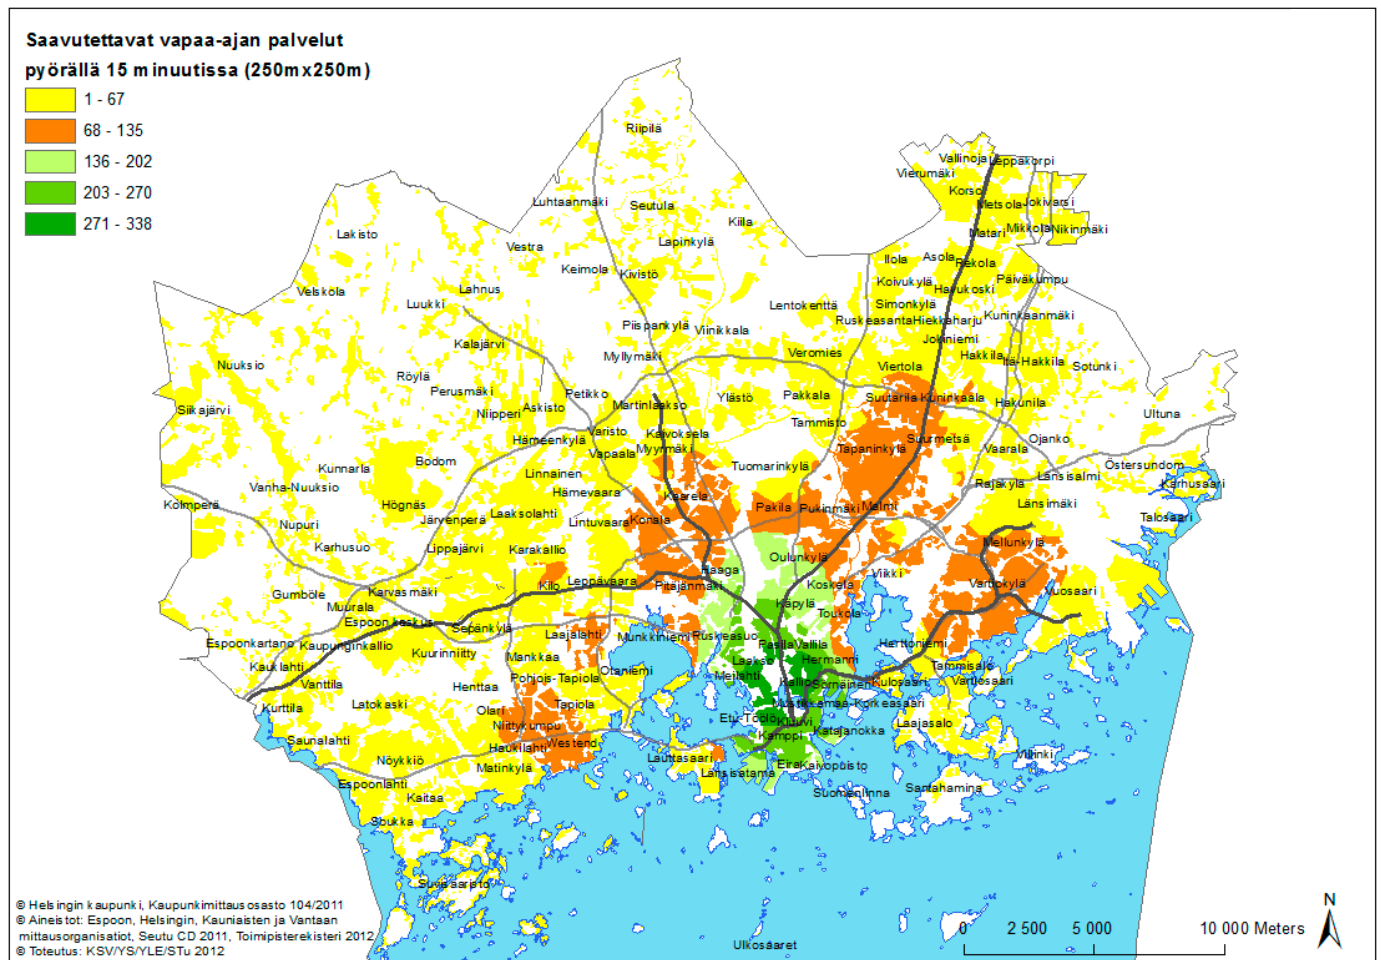 Saavutettavat vapaa-ajan palvelut
pyörällä 15 minuutissa (250mx250m)
1 - 67
68 - 135
136 - 202
203 - 270
271 - 338
Riipilä
Vallinoja
Leppäkorpi
Vierumäki
Korso
Luhtaanmäki
Seutula
Metsola
Jokivarsi
Kiila
Lakisto
Matari
Mikkola
Nikinmäki
Vestra
Lapinkylä
Ilola
Asola
Rekola
Keimola
Kivistö
Koivukylä
Havukoski
Päiväkumpu
Velskola
Lahnus
Luukki
Lentokenttä
Simonkylä
Kuninkaanmäki
Piispankylä
Viinikkala
Ruskeasanta
Hiekkaharju
Kalajärvi
Jokiniemi
Myllymäki
Veromies
Hakkila
Itä-Hakkila
Nuuksio
Viertola
Sotunki
Röylä
Perusmäki
Petikko
Ylästö
Pakkala
Suutarila
Kuninkaala
Hakunila
Siikajärvi
Niipperi
Askisto
Martinlaakso
Ultuna
Tammisto
Hämeenkylä
Varisto
Kaivoksela
Suurmetsä
Ojanko
Myyrmäki
Tapaninkylä
Vaarala
Vapaala
Bodom
Tuomarinkylä
Östersundom
Kunnarla
Linnainen
Länsisalmi
Vanha-Nuuksio
Hämevaara
Kaarela
Rajakylä
Karhusaari
Kolmperä
Högnäs
Pakila
Pukinmäki
Malmi
Länsimäki
Laaksolahti
Talosaari
Nupuri
Järvenperä
Lintuvaara
Konala
Mellunkylä
Karhusuo
Lippajärvi
Karakallio
Oulunkylä
Haaga
Viikki
Kilo
Leppävaara
Pitäjänmäki
Koskela
Vartiokylä
Vuosaari
Gumböle
Karvasmäki
Muurala
Käpylä
Toukola
Espoon keskus
Sepänkylä
Laajalahti
Munkkiniemi
Ruskeasuo
Pasila
Vallila
Herttoniemi
Espoonkartano
Kaupunginkallio
Kuurinniitty
Mankkaa
Laakso
Hermanni
Kauklahti
Otaniemi
Tammisalo
Vanttila
Henttaa
Pohjois-Tapiola
Meilahti
Kallio
Sörnäinen
Kulosaari
Vartiosaari
Kurttila
Latokaski
Olari
Tapiola
Mustikkamaa-Korkeasaari
Niittykumpu
Etu-Töölö
Kluuvi
Laajasalo
Saunalahti
Kamppi
Katajanokka
Haukilahti
Westend
Nöykkiö
Lauttasaari
Villinki
Matinkylä
Länsisatama
Eira
Kaivopuisto
Espoonlahti
Kaitaa
Suomenlinna
Santahamina
Soukka
Suvisaaristo
Ulkosaaret
© Helsingin kaupunki, Kaupunkimittausosasto 104/2011
© Aineistot: Espoon, Helsingin, Kauniaisten ja Vantaan
mittausorganisatiot, Seutu CD 2011, Toimipisterekisteri 2012
© Toteutus: KSV/YS/YLE/STu 2012
N
0 2 500 5 000 10 000 Meters